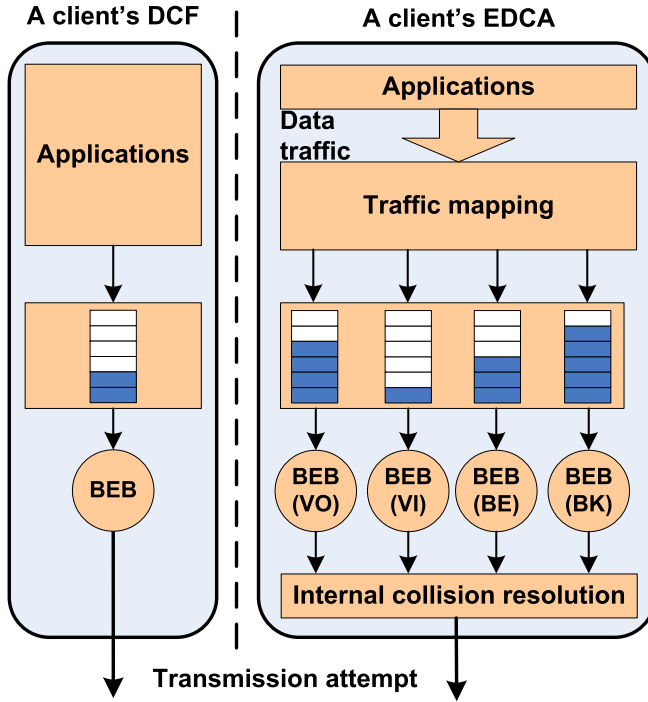 A client's DCF
A client's EDCA
Applications
BEB
Applications
Data
traffic
Traffic mapping
BEB
(VO)
BEB
(VI)
BEB
(BE)
BEB
(BK)
Internal collision resolution
Transmission attempt